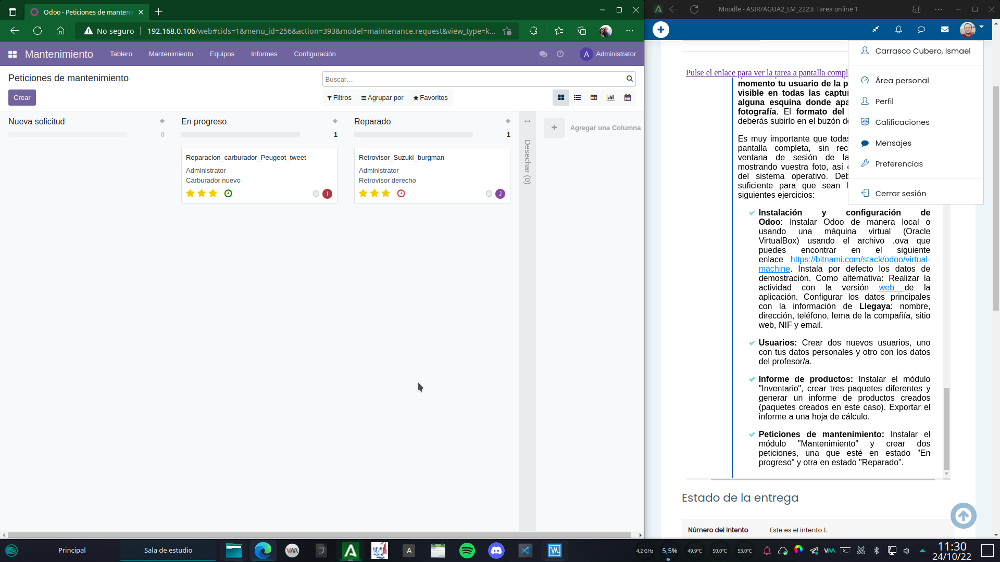 Odoo - Peticiones de manteni
No seguro
192.168.0.106/web#cids=1&menu_id=256&action=393&model=maintenance.request&view_type=k...
Mantenimiento
Tablero
Mantenimiento
Equipos
Informes
Configuración
A
Administrator
Peticiones de mantenimiento
Buscar...
Crear
Filtros
Agrupar por
Favoritos
Nueva solicitud
0
En progreso
1
Reparado
1
Desechar (0)
Agregar una Columna
Reparacion_carburador_Peugeot_tweet
Administrator
Carburador nuevo
I
Retrovisor_Suzuki_burgman
Administrator
Retrovisor derecho
J
Moodle - ASIR/AGUA2_LM_2223: Tarea online 1
Carrasco Cubero, Ismael
Área personal
Perfil
Calificaciones
Mensajes
Preferencias
Cerrar sesión
Pulse el enlace para ver la tarea a pantalla compl
momento tu usuario de la p
visible en todas las captur
alguna esquina donde apa
fotografía. El formato del
deberás subirlo en el buzón de
Es muy importante que todas
pantalla completa, sin rec
ventana de sesión de la
mostrando vuestra foto, así
del sistema operativo. Deb
suficiente para que sean l
siguientes ejercicios:
Instalación y configuración de
Odoo: Instalar Odoo de manera local o
usando una máquina virtual (Oracle
VirtualBox) usando el archivo .ova que
puedes encontrar en el siguiente
enlace https://bitnami.com/stack/odoo/virtual-
machine. Instala por defecto los datos de
demostración. Como alternativa: Realizar la
actividad con la versión web de la
aplicación. Configurar los datos principales
con la información de Llegaya: nombre,
dirección, teléfono, lema de la compañía, sitio
web, NIF y email.
Usuarios: Crear dos nuevos usuarios, uno
con tus datos personales y otro con los datos
del profesor/a.
Informe de productos: Instalar el módulo
"Inventario", crear tres paquetes diferentes y
generar un informe de productos creados
(paquetes creados en este caso). Exportar el
informe a una hoja de cálculo.
Peticiones de mantenimiento: Instalar el
módulo "Mantenimiento" y crear dos
peticiones, una que esté en estado "En
progreso" y otra en estado "Reparado".
Estado de la entrega
Número del intento
Este es el intento 1.
Principal
Sala de estudio
A
4,2 GHz
5,5%
49,9°C
50,0°C
53,0°C
11:30
24/10/22